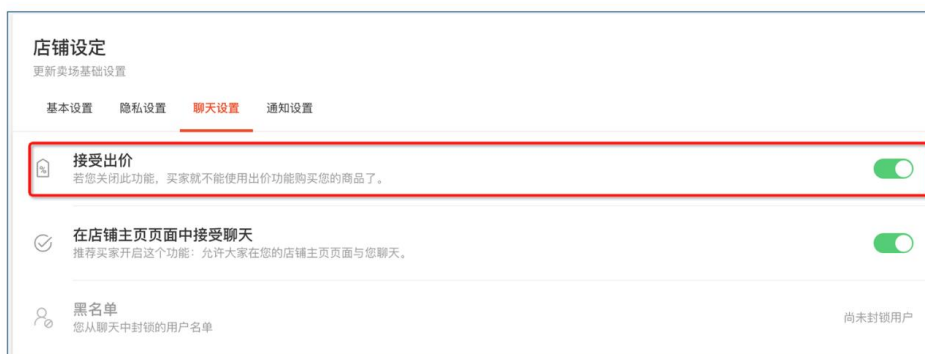 店铺设定
更新卖场基础设置
基本设置 隐私设置 聊天设置 通知设置
接受出价
若您关闭此功能，买家就不能使用出价功能购买您的商品了。
在店铺主页页面中接受聊天
推荐买家开启这个功能：允许大家在您的店铺主页页面与您聊天。
黑名单
您从聊天中封锁的用户名单
尚未封锁用户